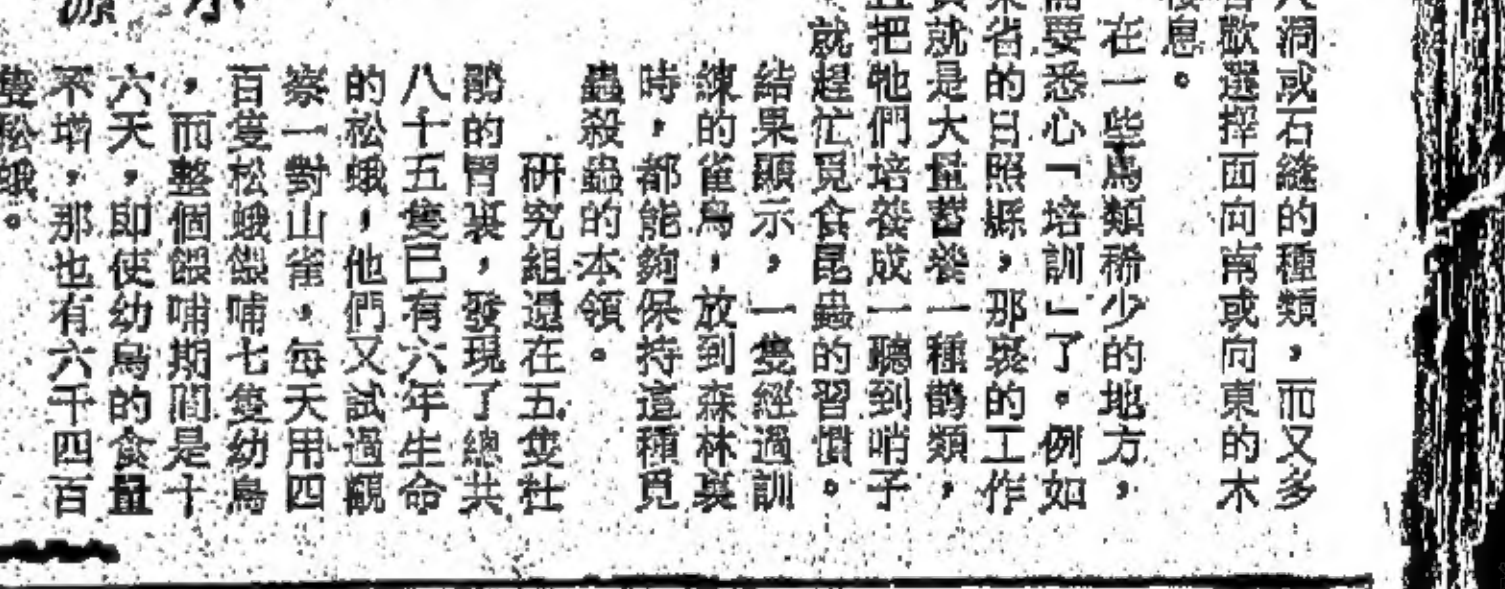 洞或石縫的種類，而又多
歡選擇面向南或向東的木
息。
在一些鳥類稀少的地方，
要悉心「培訓」了。例如
省的日照縣，那裏的工作
就是大量蓄養一種鹊類，
把牠們培養成一聽到哨子
就趕忙覓食昆蟲的習慣。
結果顯示，一隻經過訓
練的雀鳥，放到森林裏
時，都能夠保持這種覓
蟲殺蟲的本領。
研究組還在五隻杜
鹃的胃裏，發現了總共
八十五隻已有六年生命
的松蛾，他們又試過觀
察一對山雀，每天用四
百隻松蛾餵哺七隻幼鳥
，而整個餵哺期間是十
六天，即使幼鳥的食量
不增，那也有六千四百
隻松蛾。
源水